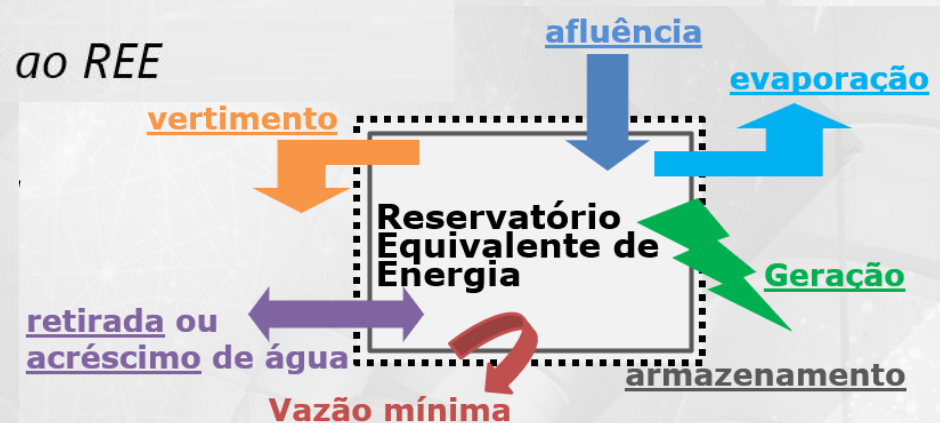 ao REE
afluência
evaporação
vertimento
Reservatório
Equivalente de
Energia
Geração
retirada ou
acréscimo de água
armazenamento
Vazão mínima